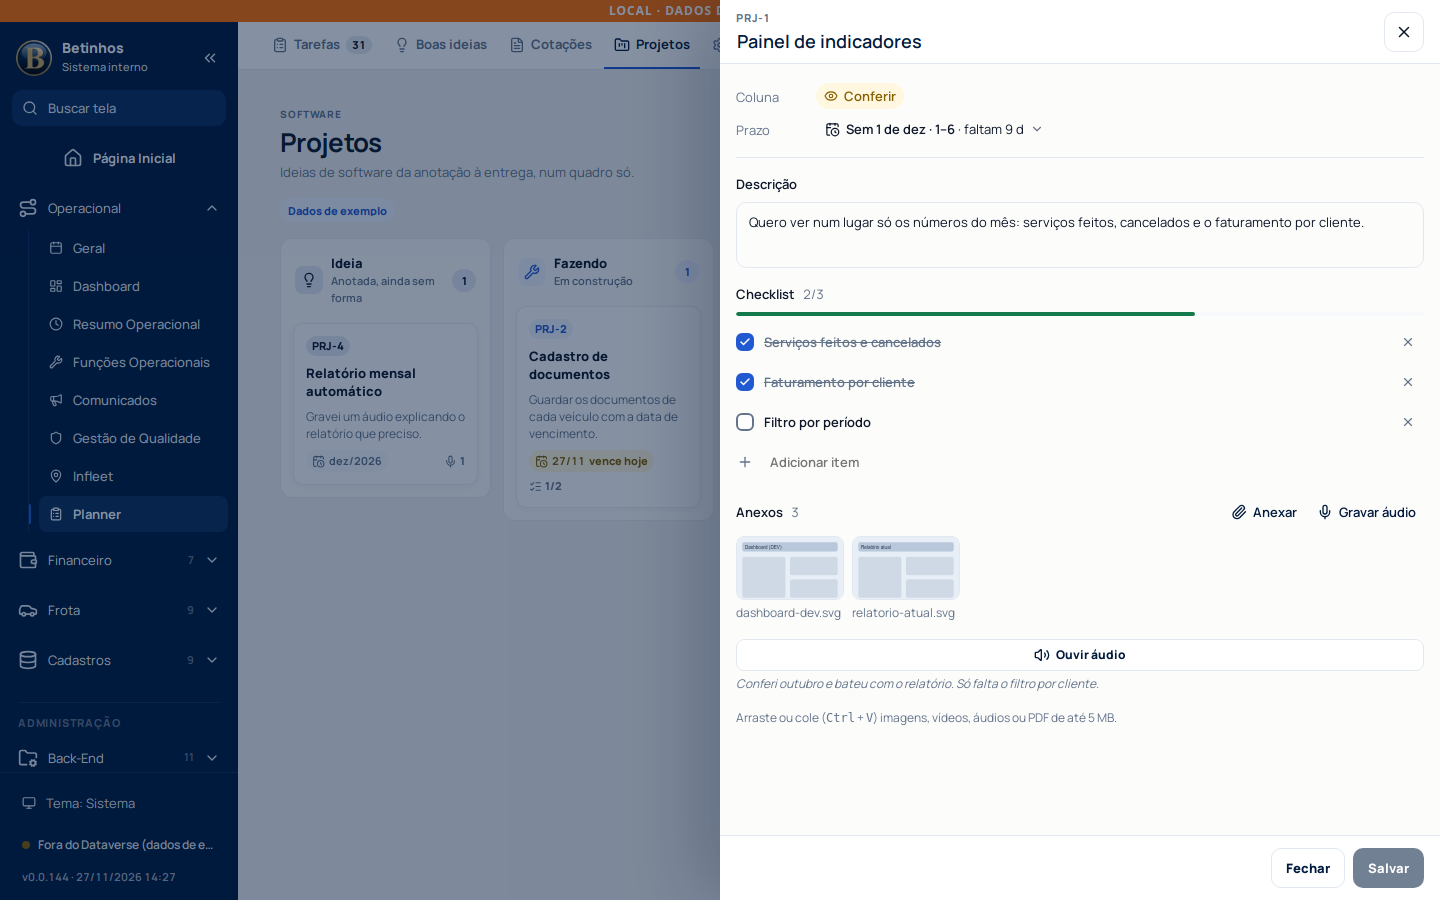 LOCAL · DADOS D
Betinhos
Sistema interno
Buscar tela
Página Inicial
Operacional
Geral
Dashboard
Resumo Operacional
Funções Operacionais
Comunicados
Gestão de Qualidade
Infleet
Planner
Financeiro 7
Frota 9
Cadastros 9
ADMINISTRAÇÃO
Back-End 11
Tema: Sistema
Fora do Dataverse (dados de e...
v0.0.144 · 27/11/2026 14:27
Tarefas 31 Boas ideias Cotações Projetos
SOFTWARE
Projetos
Ideias de software da anotação à entrega, num quadro só.
Dados de exemplo
Ideia
Anotada, ainda sem
forma
1
PRJ-4
Relatório mensal
automático
Gravei um áudio explicando o
relatório que preciso.
dez/2026 1
Fazendo
Em construção
1
PRJ-2
Cadastro de
documentos
Guardar os documentos de
cada veículo com a data de
vencimento.
27/11 vence hoje
1/2
PRJ-1
Painel de indicadores
Coluna Conferir
Prazo Sem 1 de dez · 1–6 · faltam 9 d
Descrição
Quero ver num lugar só os números do mês: serviços feitos, cancelados e o faturamento por cliente.
Checklist 2/3
Serviços feitos e cancelados
Faturamento por cliente
Filtro por período
Adicionar item
Anexos 3 Anexar Gravar áudio
Dashboard (DEV) Relatório atual
dashboard-dev.svg relatorio-atual.svg
Ouvir áudio
Conferi outubro e bateu com o relatório. Só falta o filtro por cliente.
Arraste ou cole (Ctrl + V) imagens, vídeos, áudios ou PDF de até 5 MB.
Fechar Salvar